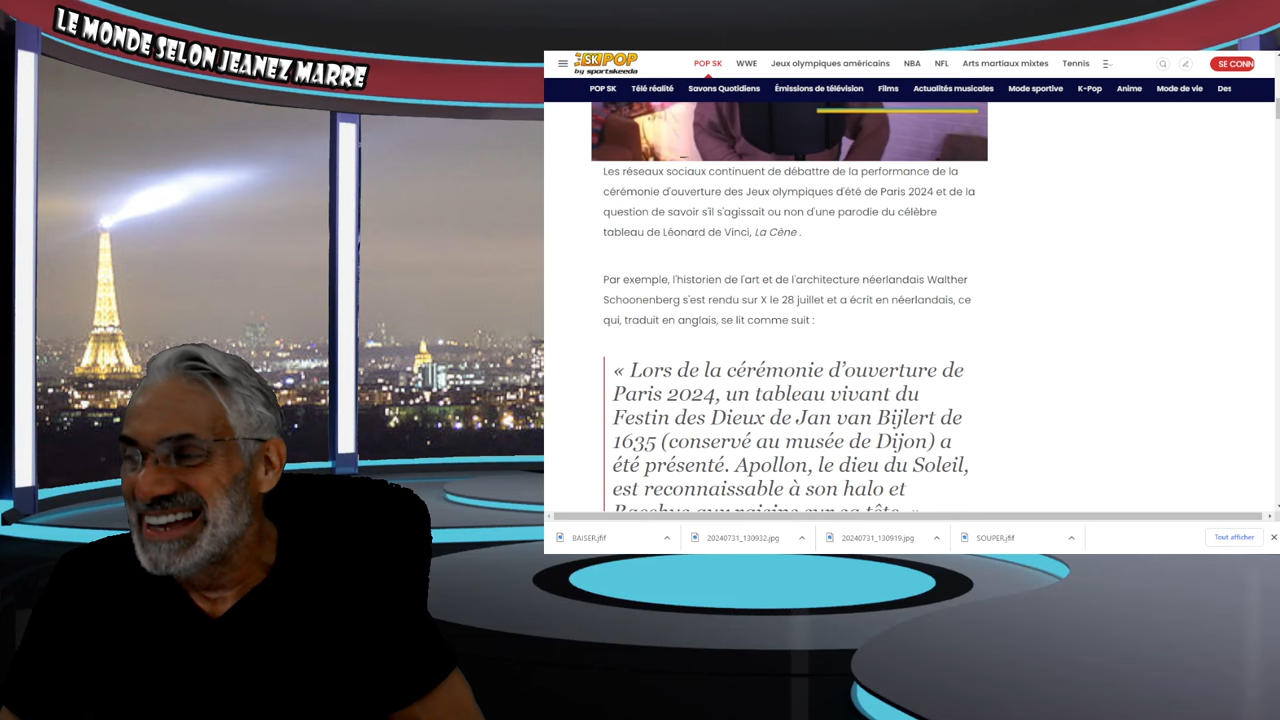 LE MONDE SELON JEANEZ MARRE
SK POP
by sportskeeda
POP SK WWE Jeux olympiques américains NBA NFL Arts martiaux mixtes Tennis SE CONN
POP SK Télé réalité Savons Quotidiens Émissions de télévision Films Actualités musicales Mode sportive K-Pop Anime Mode de vie Des
Les réseaux sociaux continuent de débattre de la performance de la
cérémonie d'ouverture des Jeux olympiques d'été de Paris 2024 et de la
question de savoir s'il s'agissait ou non d'une parodie du célèbre
tableau de Léonard de Vinci, La Cène .
Par exemple, l'historien de l'art et de l'architecture néerlandais Walther
Schoonenberg s'est rendu sur X le 28 juillet et a écrit en néerlandais, ce
qui, traduit en anglais, se lit comme suit :
« Lors de la cérémonie d’ouverture de
Paris 2024, un tableau vivant du
Festin des Dieux de Jan van Bijlert de
1635 (conservé au musée de Dijon) a
été présenté. Apollon, le dieu du Soleil,
est reconnaissable à son halo et
Bacchus aux raisins sur sa tête. »
BAISER.jfif 20240731_130932.jpg 20240731_130919.jpg SOUPER.jfif Tout afficher